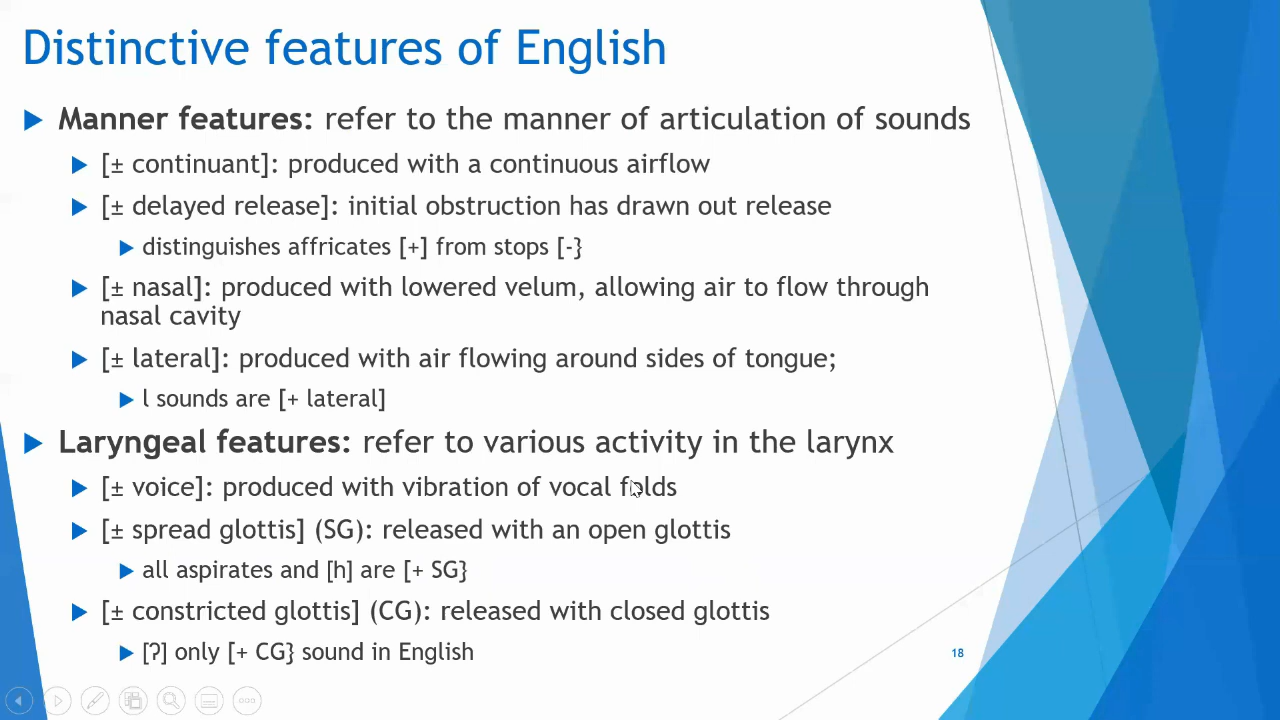 Distinctive features of English
Manner features: refer to the manner of articulation of sounds
[± continuant]: produced with a continuous airflow
[± delayed release]: initial obstruction has drawn out release
distinguishes affricates [+] from stops [-}
[± nasal]: produced with lowered velum, allowing air to flow through
nasal cavity
[± lateral]: produced with air flowing around sides of tongue;
l sounds are [+ lateral]
Laryngeal features: refer to various activity in the larynx
[± voice]: produced with vibration of vocal folds
[± spread glottis] (SG): released with an open glottis
all aspirates and [h] are [+ SG}
[± constricted glottis] (CG): released with closed glottis
[ʔ] only [+ CG} sound in English
18